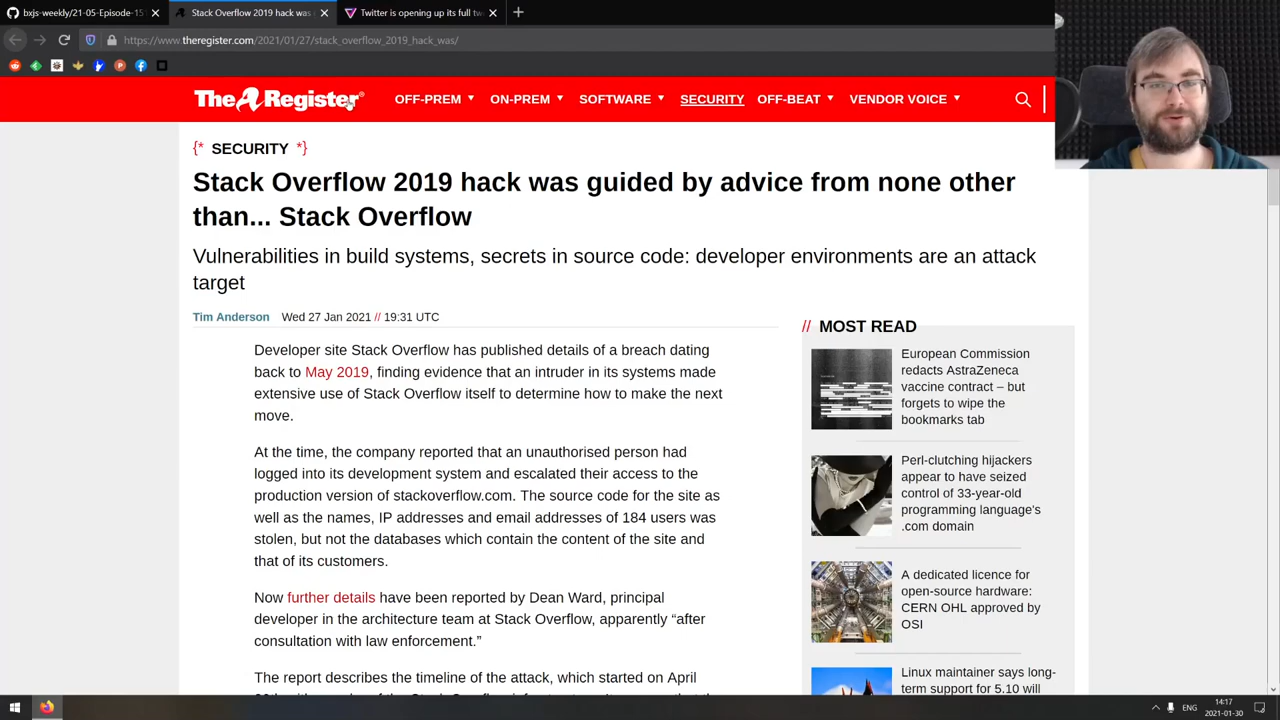 bxjs-weekly/21-05-Episode-15
Stack Overflow 2019 hack was
Twitter is opening up its full tw
https://www.theregister.com/2021/01/27/stack_overflow_2019_hack_was/
The Register
OFF-PREM
ON-PREM
SOFTWARE
SECURITY
OFF-BEAT
VENDOR VOICE
{* SECURITY *}
Stack Overflow 2019 hack was guided by advice from none other
than... Stack Overflow
Vulnerabilities in build systems, secrets in source code: developer environments are an attack
target
Tim Anderson Wed 27 Jan 2021 // 19:31 UTC
Developer site Stack Overflow has published details of a breach dating
back to May 2019, finding evidence that an intruder in its systems made
extensive use of Stack Overflow itself to determine how to make the next
move.
At the time, the company reported that an unauthorised person had
logged into its development system and escalated their access to the
production version of stackoverflow.com. The source code for the site as
well as the names, IP addresses and email addresses of 184 users was
stolen, but not the databases which contain the content of the site and
that of its customers.
Now further details have been reported by Dean Ward, principal
developer in the architecture team at Stack Overflow, apparently “after
consultation with law enforcement.”
The report describes the timeline of the attack, which started on April
// MOST READ
European Commission
redacts AstraZeneca
vaccine contract – but
forgets to wipe the
bookmarks tab
Perl-clutching hijackers
appear to have seized
control of 33-year-old
programming language's
.com domain
A dedicated licence for
open-source hardware:
CERN OHL approved by
OSI
Linux maintainer says long-
term support for 5.10 will
ENG
14:17
2021-01-30